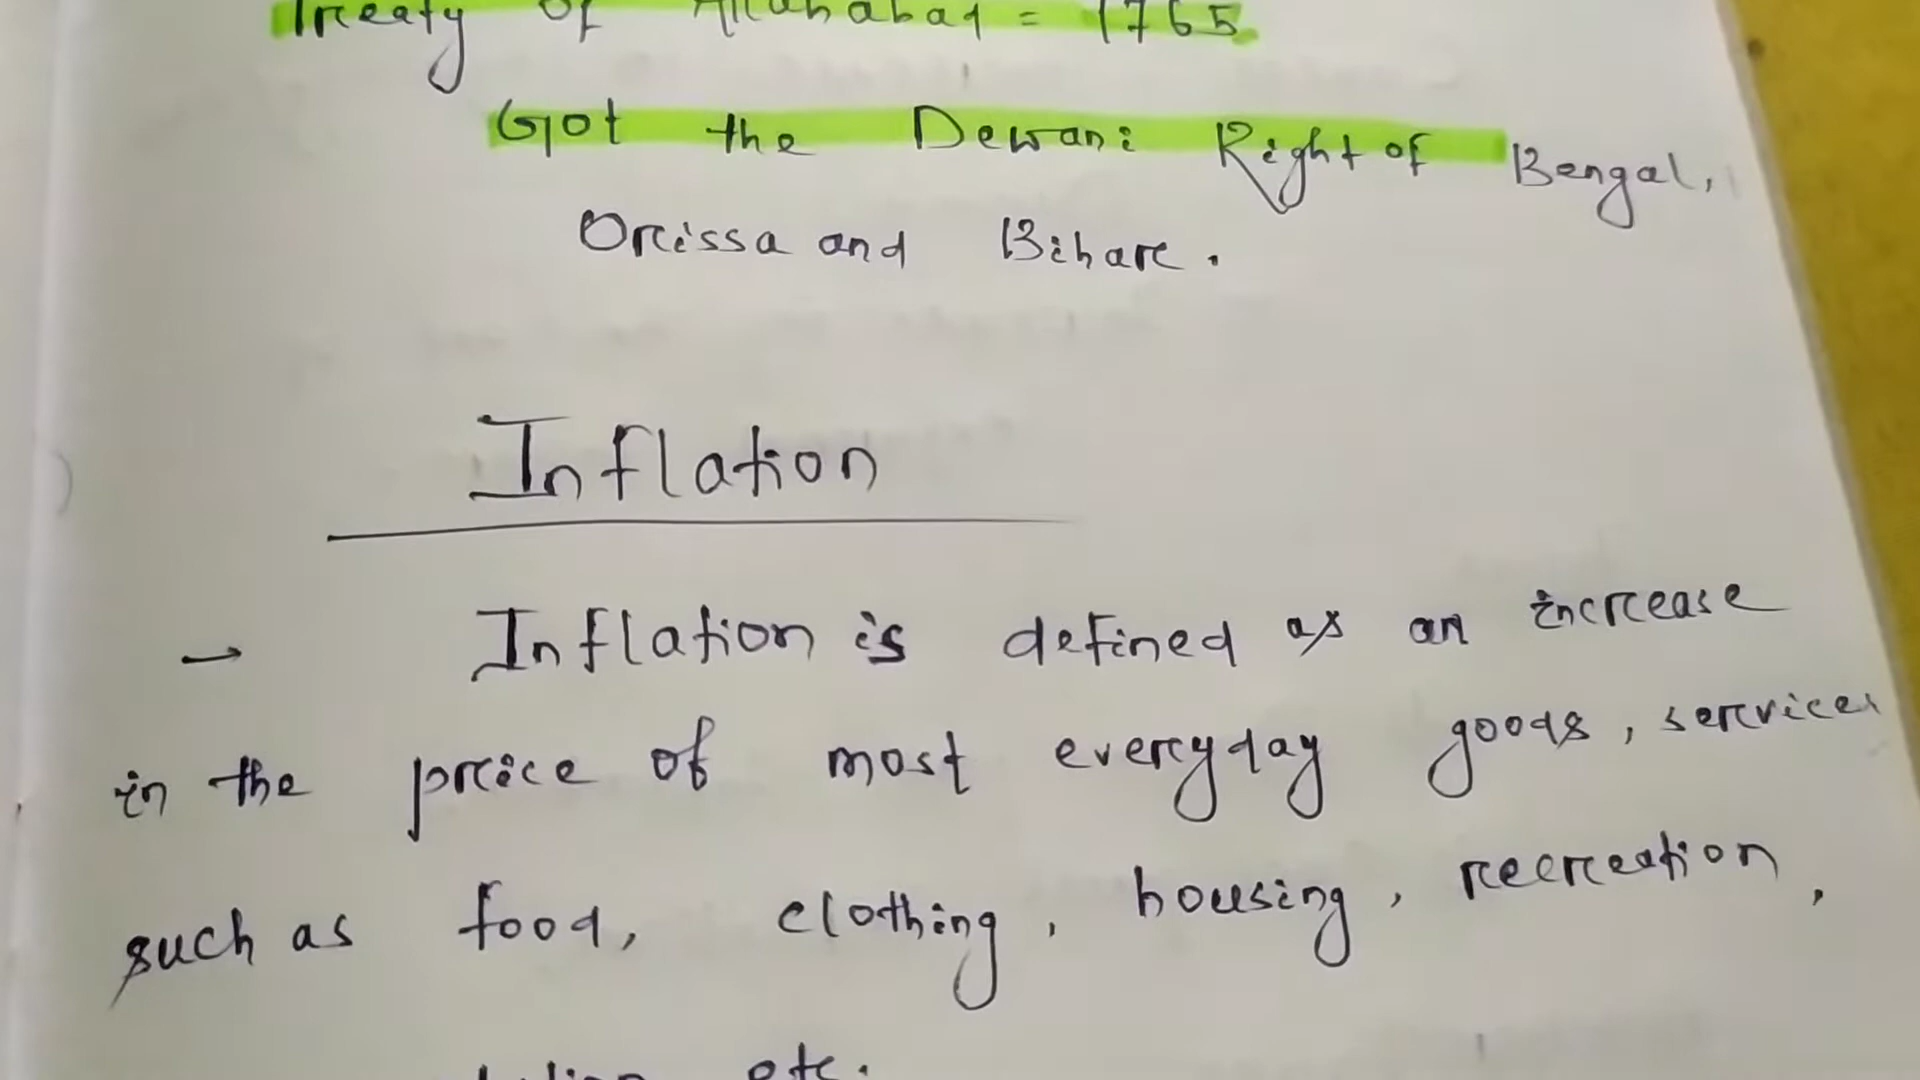 Treaty of Allahabad = 1765
Got the Dewani Right of Bengal,
Orissa and Bihar.
Inflation
→ Inflation is defined as an increase
in the price of most everyday goods, services
such as food, clothing, housing, recreation,
etc.